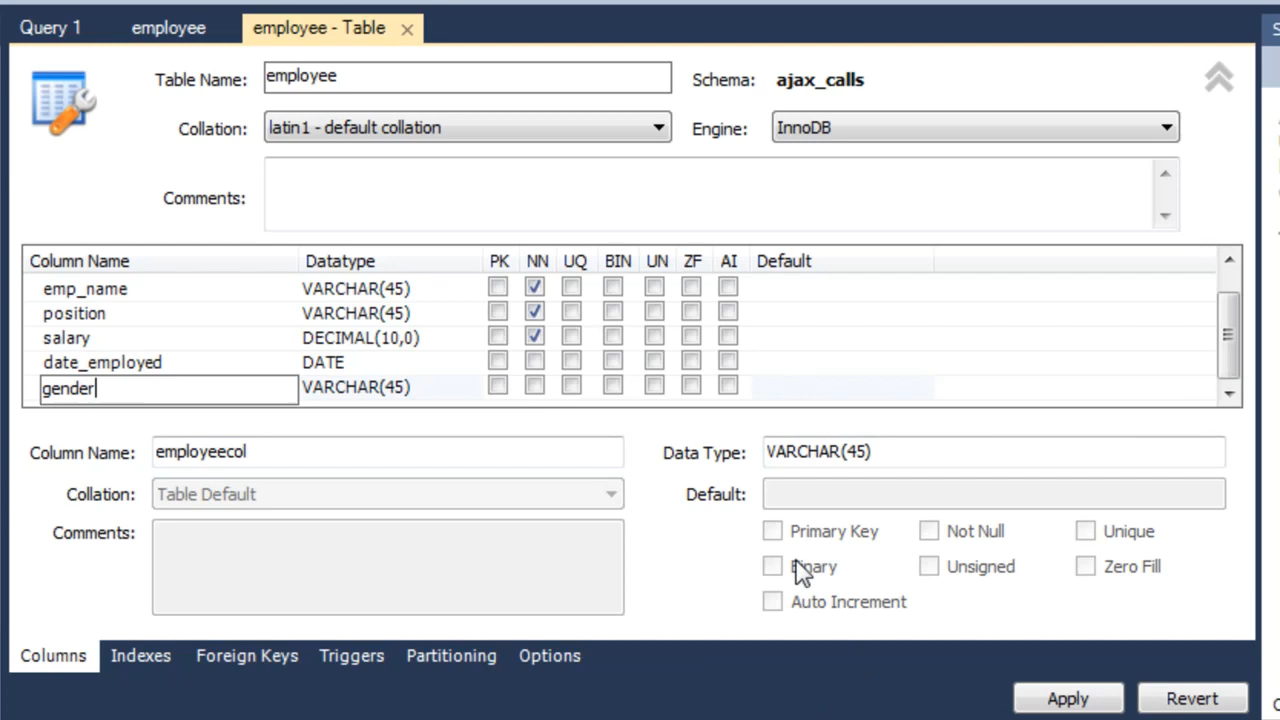 Query 1 employee employee - Table
Table Name: employee Schema: ajax_calls
Collation: latin1 - default collation Engine: InnoDB
Comments:
Column Name Datatype PK NN UQ BIN UN ZF AI Default
emp_name VARCHAR(45)
position VARCHAR(45)
salary DECIMAL(10,0)
date_employed DATE
gender VARCHAR(45)
Column Name: employeecol Data Type: VARCHAR(45)
Collation: Table Default Default:
Comments: Primary Key Not Null Unique
Binary Unsigned Zero Fill
Auto Increment
Columns Indexes Foreign Keys Triggers Partitioning Options
Apply Revert